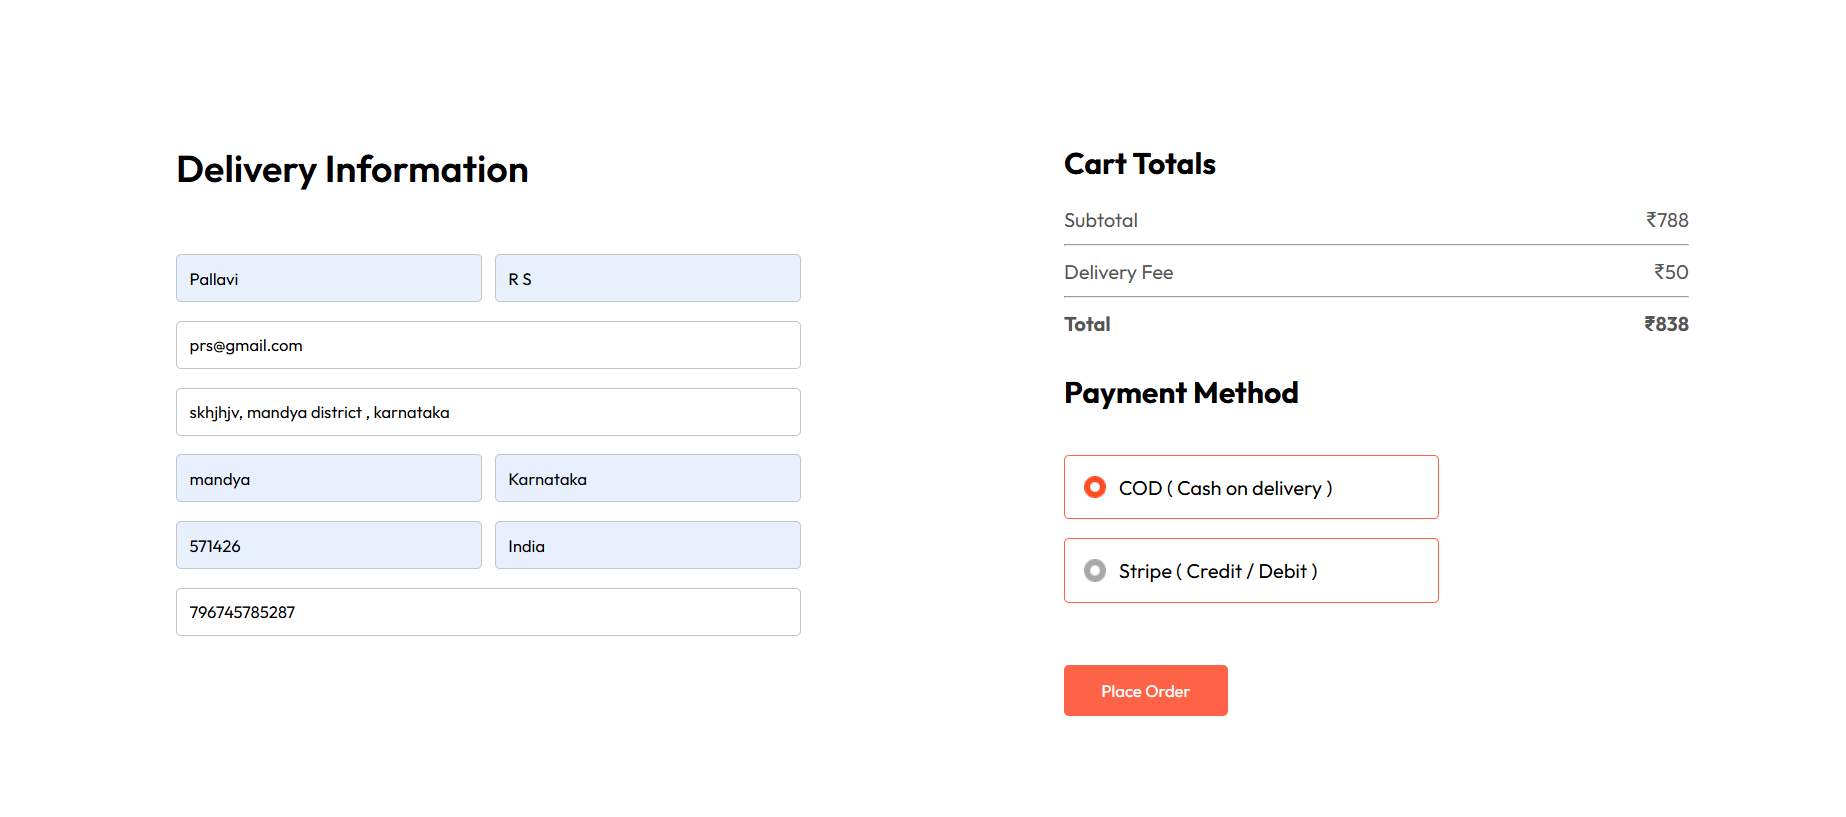 Delivery Information
Pallavi
R S
prs@gmail.com
skhjhjv, mandya district , karnataka
mandya
Karnataka
571426
India
796745785287
Cart Totals
Subtotal ₹788
Delivery Fee ₹50
Total ₹838
Payment Method
COD ( Cash on delivery )
Stripe ( Credit / Debit )
Place Order